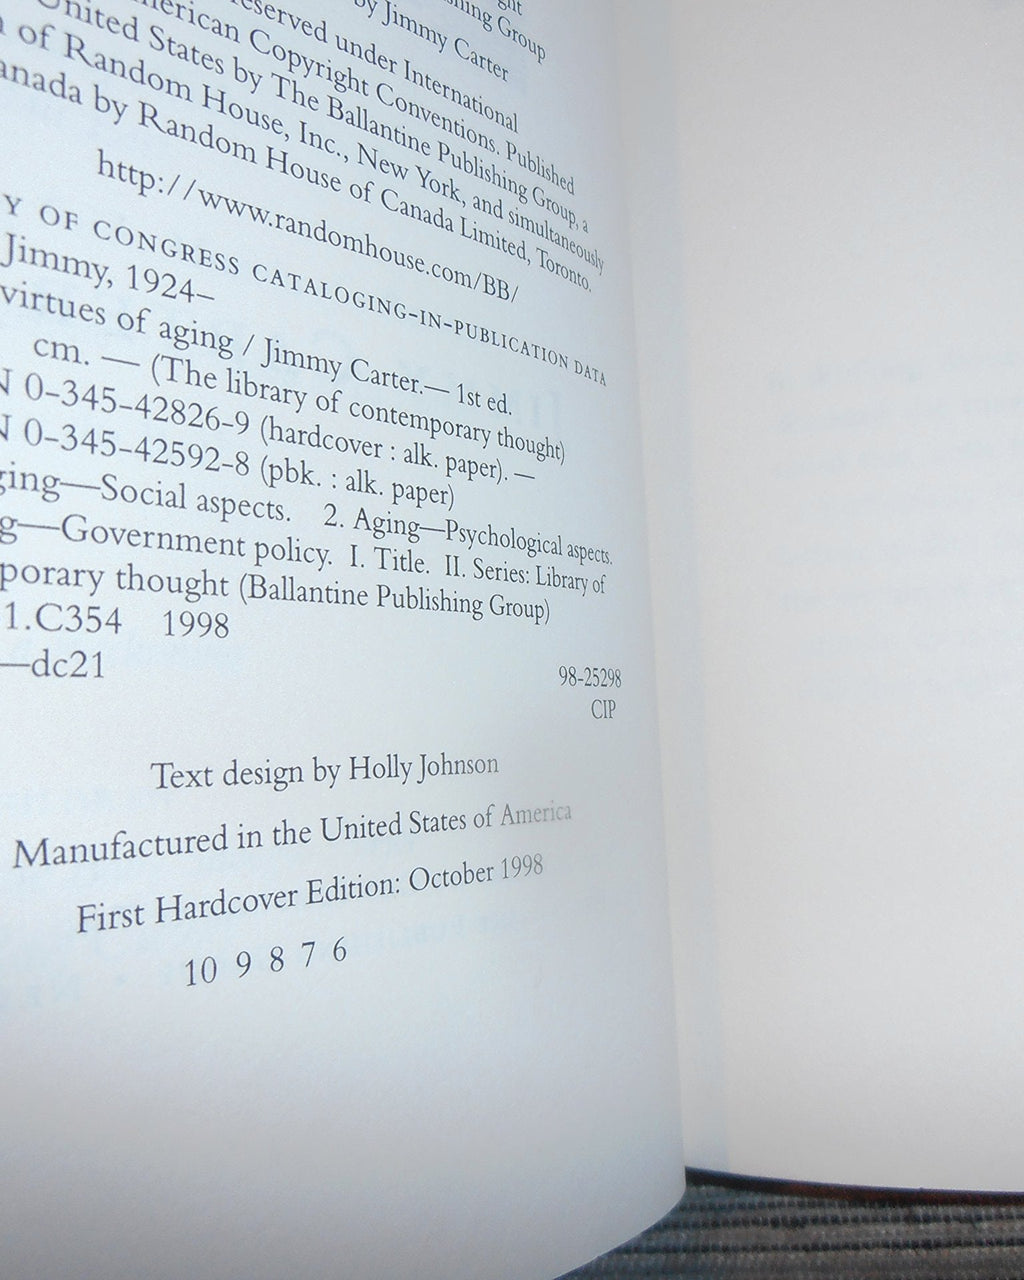 ght
shing Group
by Jimmy Carter
reserved under International
merican Copyright Conventions. Published
United States by The Ballantine Publishing Group, a
n of Random House, Inc., New York, and simultaneously
anada by Random House of Canada Limited, Toronto.
http://www.randomhouse.com/BB/
Y OF CONGRESS CATALOGING-IN-PUBLICATION DATA
Jimmy, 1924–
virtues of aging / Jimmy Carter.— 1st ed.
cm. — (The library of contemporary thought)
N 0-345-42826-9 (hardcover : alk. paper). —
N 0-345-42592-8 (pbk. : alk. paper)
ging—Social aspects. 2. Aging—Psychological aspects.
g—Government policy. I. Title. II. Series: Library of
porary thought (Ballantine Publishing Group)
1.C354 1998
—dc21
98-25298
CIP
Text design by Holly Johnson
Manufactured in the United States of America
First Hardcover Edition: October 1998
10 9 8 7 6